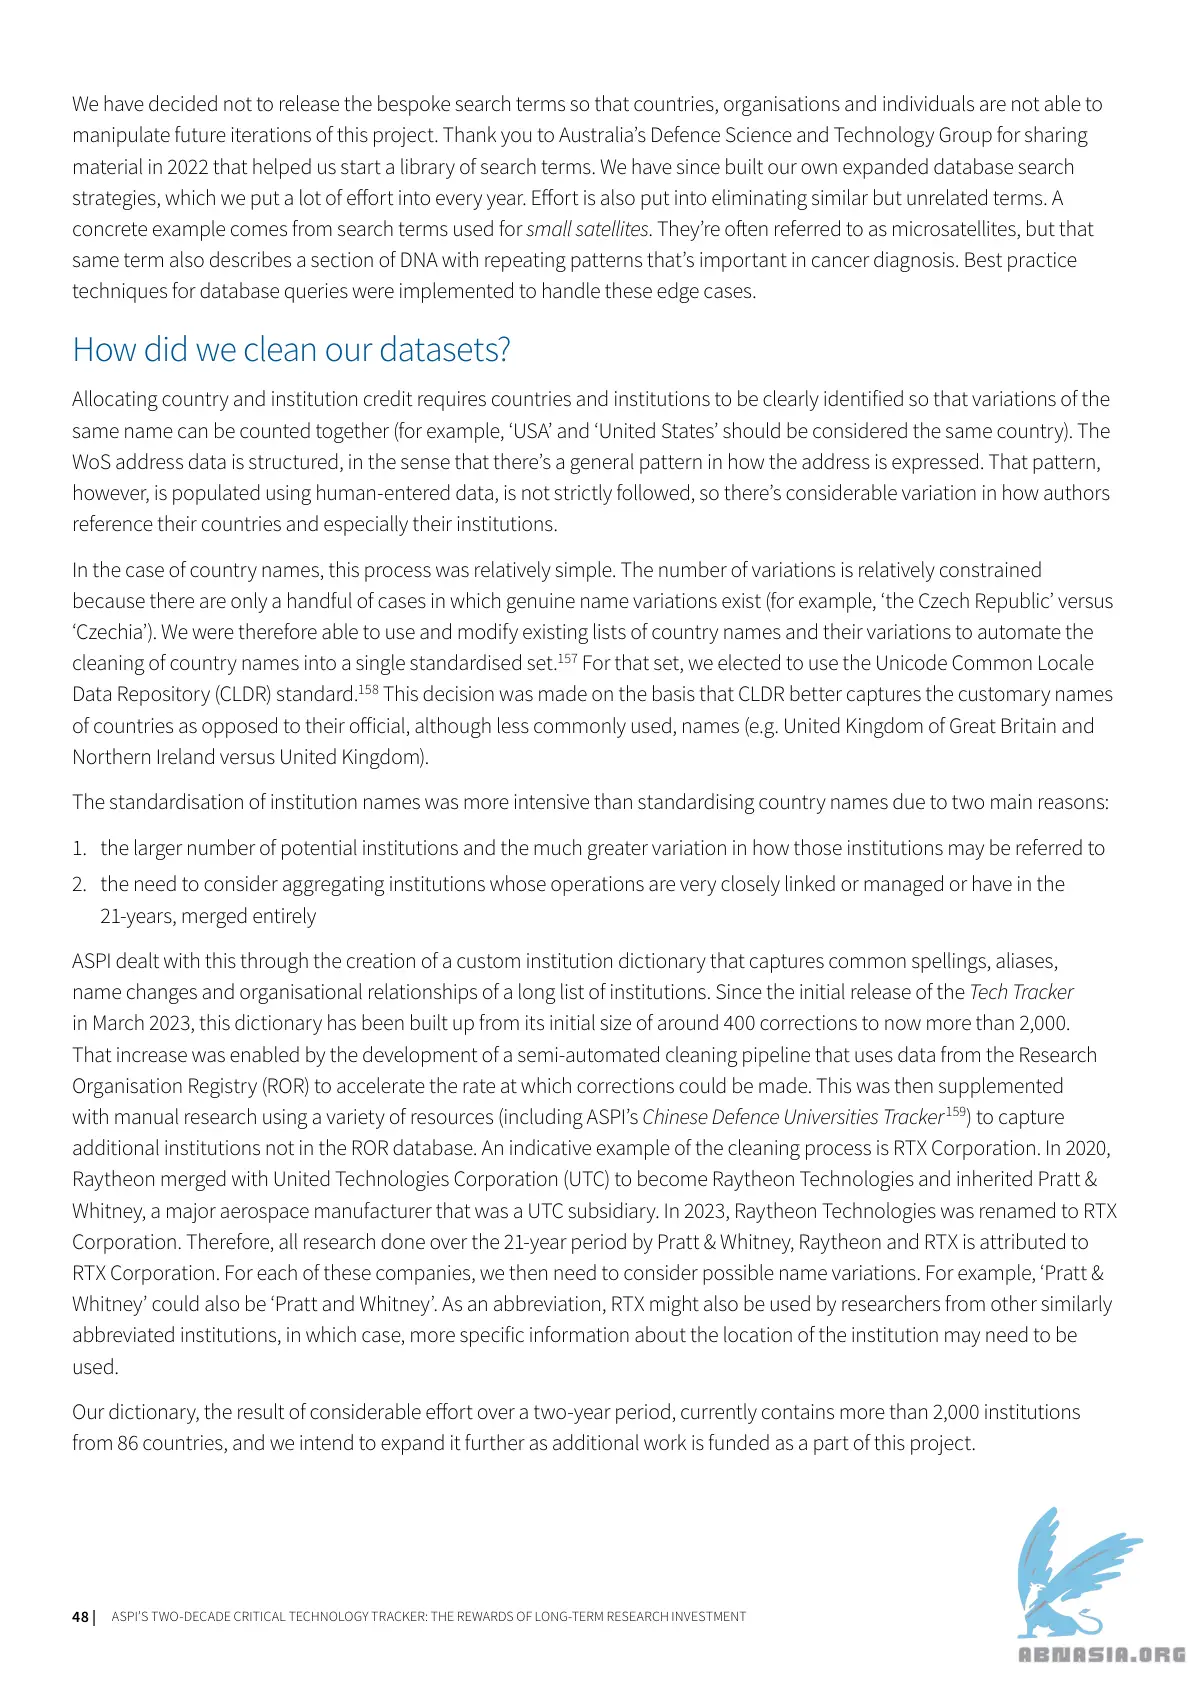 We have decided not to release the bespoke search terms so that countries, organisations and individuals are not able to
manipulate future iterations of this project. Thank you to Australia’s Defence Science and Technology Group for sharing
material in 2022 that helped us start a library of search terms. We have since built our own expanded database search
strategies, which we put a lot of effort into every year. Effort is also put into eliminating similar but unrelated terms. A
concrete example comes from search terms used for small satellites. They’re often referred to as microsatellites, but that
same term also describes a section of DNA with repeating patterns that’s important in cancer diagnosis. Best practice
techniques for database queries were implemented to handle these edge cases.
How did we clean our datasets?
Allocating country and institution credit requires countries and institutions to be clearly identified so that variations of the
same name can be counted together (for example, ‘USA’ and ‘United States’ should be considered the same country). The
WoS address data is structured, in the sense that there’s a general pattern in how the address is expressed. That pattern,
however, is populated using human-entered data, is not strictly followed, so there’s considerable variation in how authors
reference their countries and especially their institutions.
In the case of country names, this process was relatively simple. The number of variations is relatively constrained
because there are only a handful of cases in which genuine name variations exist (for example, ‘the Czech Republic’ versus
‘Czechia’). We were therefore able to use and modify existing lists of country names and their variations to automate the
cleaning of country names into a single standardised set.157 For that set, we elected to use the Unicode Common Locale
Data Repository (CLDR) standard.158 This decision was made on the basis that CLDR better captures the customary names
of countries as opposed to their official, although less commonly used, names (e.g. United Kingdom of Great Britain and
Northern Ireland versus United Kingdom).
The standardisation of institution names was more intensive than standardising country names due to two main reasons:
1. the larger number of potential institutions and the much greater variation in how those institutions may be referred to
2. the need to consider aggregating institutions whose operations are very closely linked or managed or have in the
21-years, merged entirely
ASPI dealt with this through the creation of a custom institution dictionary that captures common spellings, aliases,
name changes and organisational relationships of a long list of institutions. Since the initial release of the Tech Tracker
in March 2023, this dictionary has been built up from its initial size of around 400 corrections to now more than 2,000.
That increase was enabled by the development of a semi-automated cleaning pipeline that uses data from the Research
Organisation Registry (ROR) to accelerate the rate at which corrections could be made. This was then supplemented
with manual research using a variety of resources (including ASPI’s Chinese Defence Universities Tracker159) to capture
additional institutions not in the ROR database. An indicative example of the cleaning process is RTX Corporation. In 2020,
Raytheon merged with United Technologies Corporation (UTC) to become Raytheon Technologies and inherited Pratt &
Whitney, a major aerospace manufacturer that was a UTC subsidiary. In 2023, Raytheon Technologies was renamed to RTX
Corporation. Therefore, all research done over the 21-year period by Pratt & Whitney, Raytheon and RTX is attributed to
RTX Corporation. For each of these companies, we then need to consider possible name variations. For example, ‘Pratt &
Whitney’ could also be ‘Pratt and Whitney’. As an abbreviation, RTX might also be used by researchers from other similarly
abbreviated institutions, in which case, more specific information about the location of the institution may need to be
used.
Our dictionary, the result of considerable effort over a two-year period, currently contains more than 2,000 institutions
from 86 countries, and we intend to expand it further as additional work is funded as a part of this project.
48 | ASPI’S TWO-DECADE CRITICAL TECHNOLOGY TRACKER: THE REWARDS OF LONG-TERM RESEARCH INVESTMENT
ABNASIA.ORG